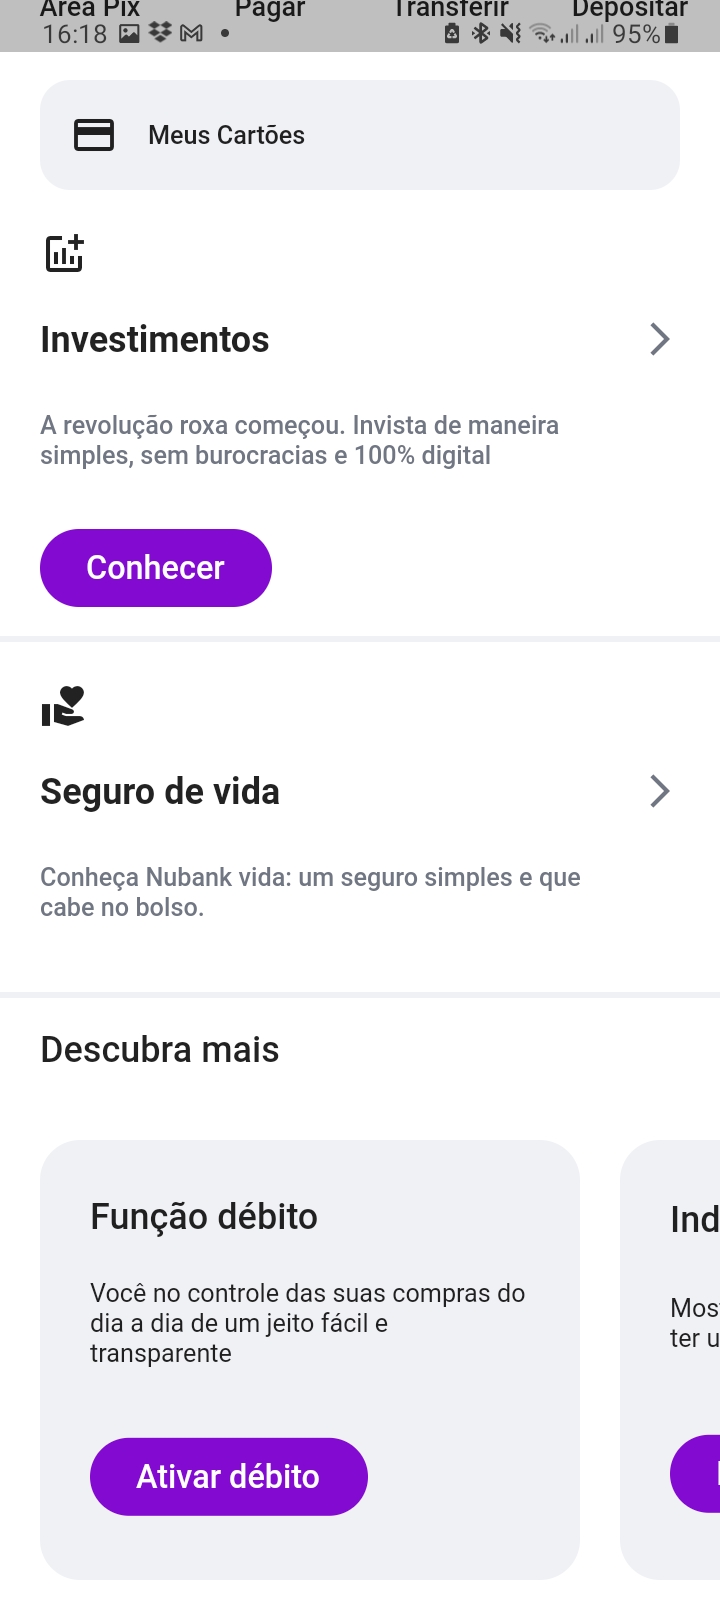 Área Pix Pagar Transferir Depositar
16:18 95%
Meus Cartões
Investimentos
A revolução roxa começou. Invista de maneira
simples, sem burocracias e 100% digital
Conhecer
Seguro de vida
Conheça Nubank vida: um seguro simples e que
cabe no bolso.
Descubra mais
Função débito
Você no controle das suas compras do
dia a dia de um jeito fácil e
transparente
Ativar débito
Ind
Mos
ter u